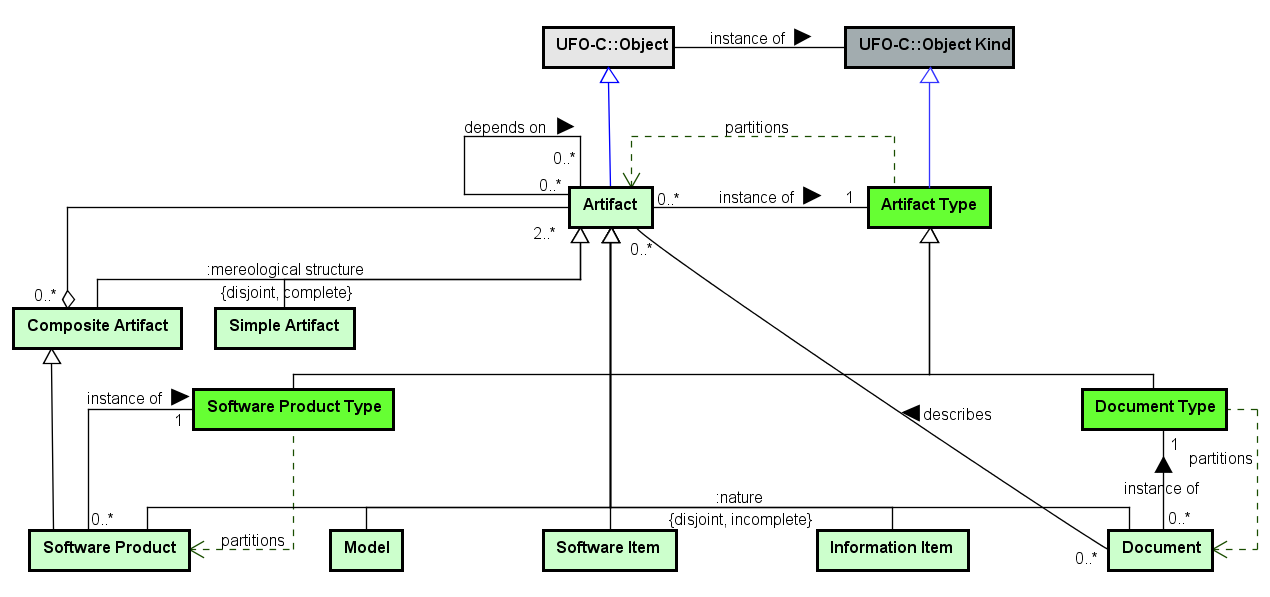 UFO-C::Object
instance of
UFO-C::Object Kind
depends on
partitions
0..*
0..*
Artifact
0..*
instance of
1
Artifact Type
2..*
0..*
:mereological structure
{disjoint, complete}
0..*
Composite Artifact
Simple Artifact
instance of
1
Software Product Type
describes
Document Type
1
partitions
instance of
:nature
0..*
{disjoint, incomplete}
0..*
partitions
Software Product
Model
Software Item
Information Item
0..*
Document